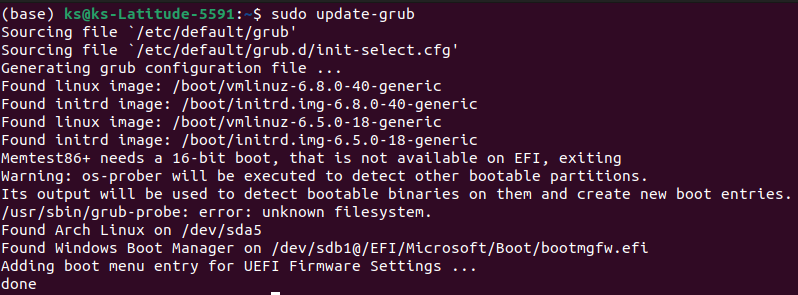 (base) ks@ks-Latitude-5591:~$ sudo update-grub
Sourcing file `/etc/default/grub'
Sourcing file `/etc/default/grub.d/init-select.cfg'
Generating grub configuration file ...
Found linux image: /boot/vmlinuz-6.8.0-40-generic
Found initrd image: /boot/initrd.img-6.8.0-40-generic
Found linux image: /boot/vmlinuz-6.5.0-18-generic
Found initrd image: /boot/initrd.img-6.5.0-18-generic
Memtest86+ needs a 16-bit boot, that is not available on EFI, exiting
Warning: os-prober will be executed to detect other bootable partitions.
Its output will be used to detect bootable binaries on them and create new boot entries.
/usr/sbin/grub-probe: error: unknown filesystem.
Found Arch Linux on /dev/sda5
Found Windows Boot Manager on /dev/sdb1@/EFI/Microsoft/Boot/bootmgfw.efi
Adding boot menu entry for UEFI Firmware Settings ...
done